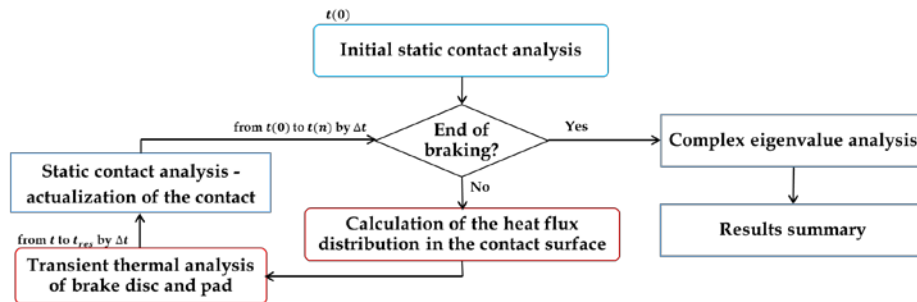 t(0)
Initial static contact analysis
from t(0) to t(n) by Δt
End of
braking?
Yes
Complex eigenvalue analysis
Static contact analysis -
actualization of the contact
No
Calculation of the heat flux
distribution in the contact surface
Results summary
from t to t_res by Δt
Transient thermal analysis
of brake disc and pad